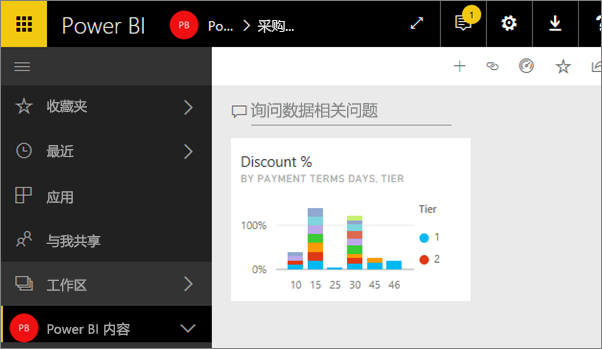 Power BI
PB
Po...
采购...
1
收藏夹
最近
应用
与我共享
工作区
PB
Power BI 内容
询问数据相关问题
Discount %
BY PAYMENT TERMS DAYS, TIER
100%
0%
10 15 25 30 45 46
Tier
1
2